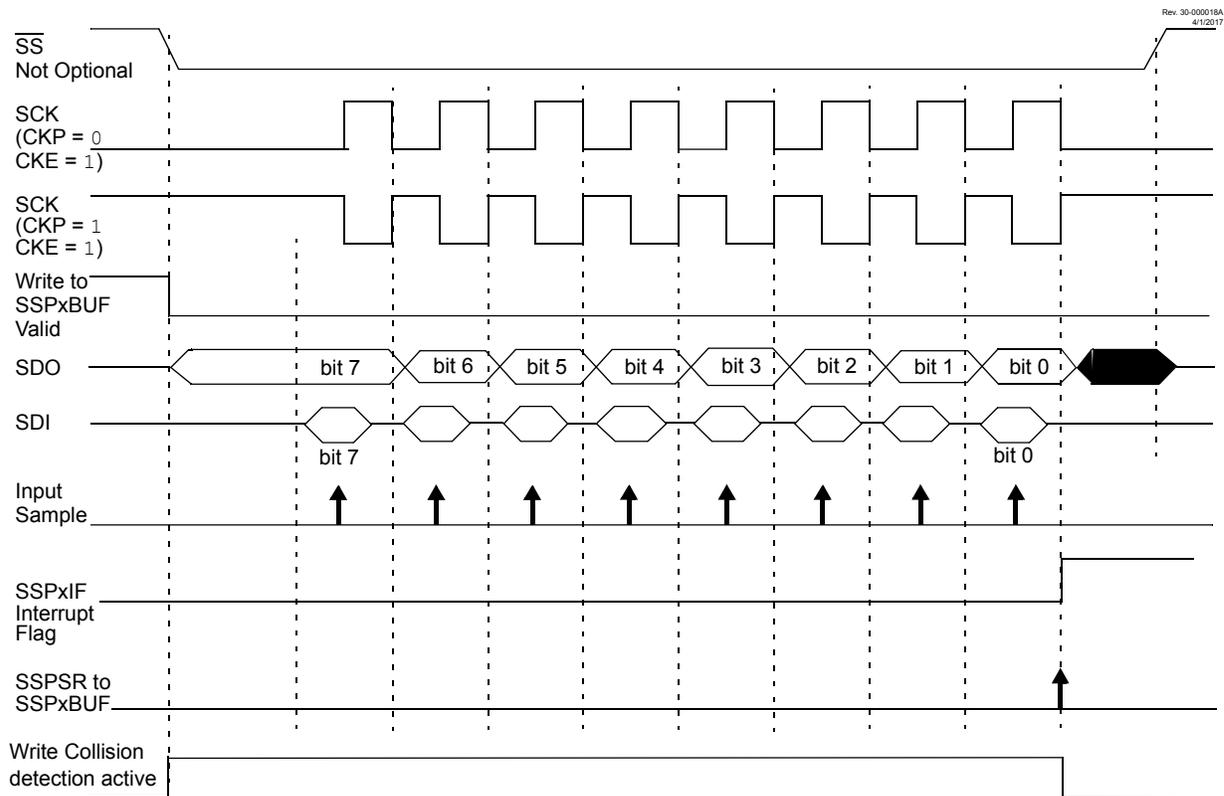 Rev. 30-000018A
4/1/2017
SS
Not Optional
SCK
(CKP = 0
CKE = 1)
SCK
(CKP = 1
CKE = 1)
Write to
SSPxBUF
Valid
SDO
bit 7
bit 6
bit 5
bit 4
bit 3
bit 2
bit 1
bit 0
SDI
bit 7
bit 0
Input
Sample
SSPxIF
Interrupt
Flag
SSPSR to
SSPxBUF
Write Collision
detection active